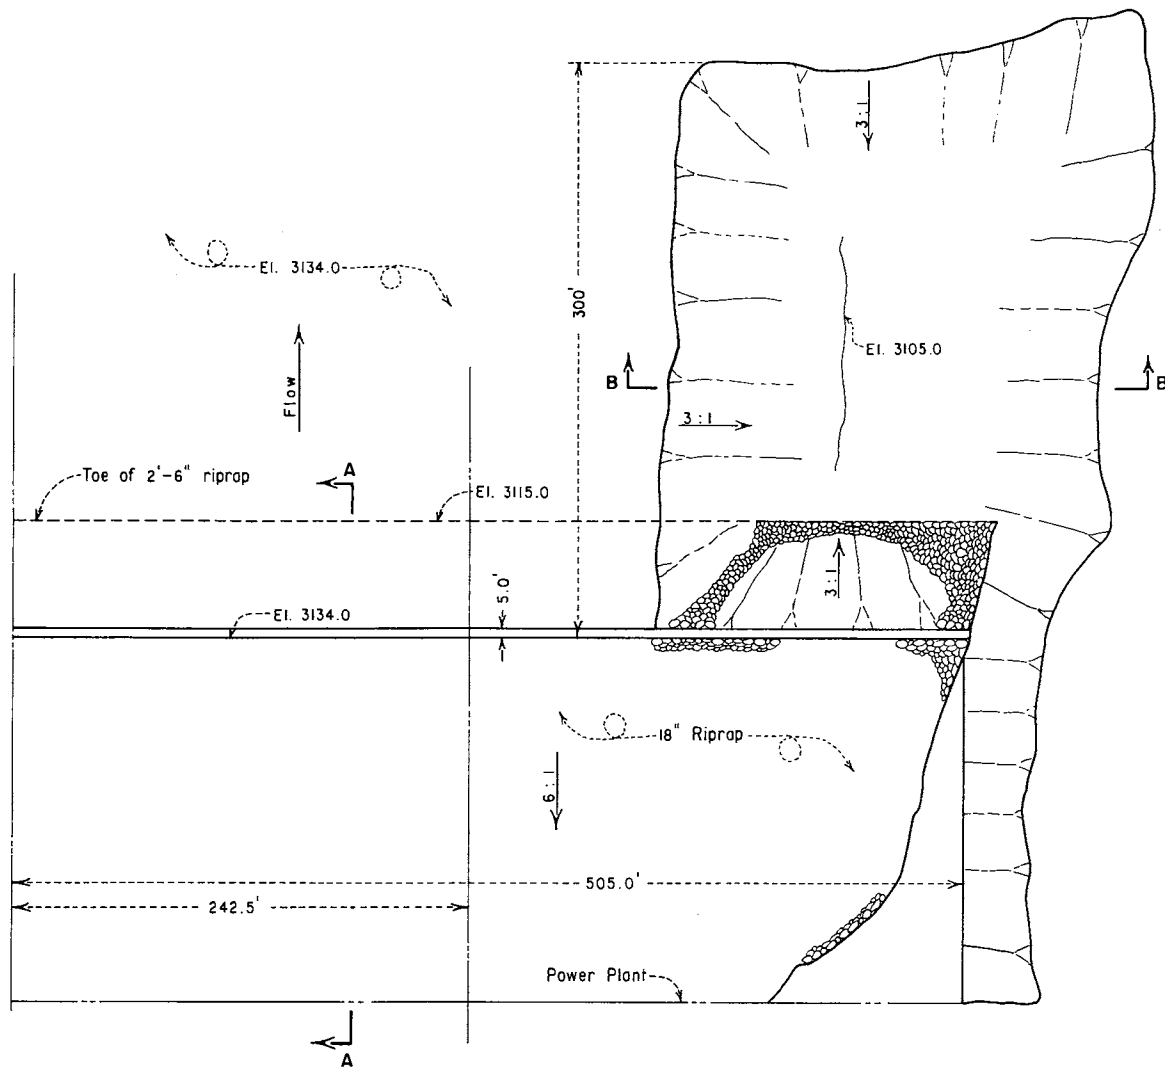 3:1
El. 3134.0
300'
Flow
El. 3105.0
B
B
3:1
Toe of 2'-6" riprap
A
El. 3115.0
3:1
5.0'
El. 3134.0
18" Riprap
6:1
505.0'
242.5'
Power Plant
A